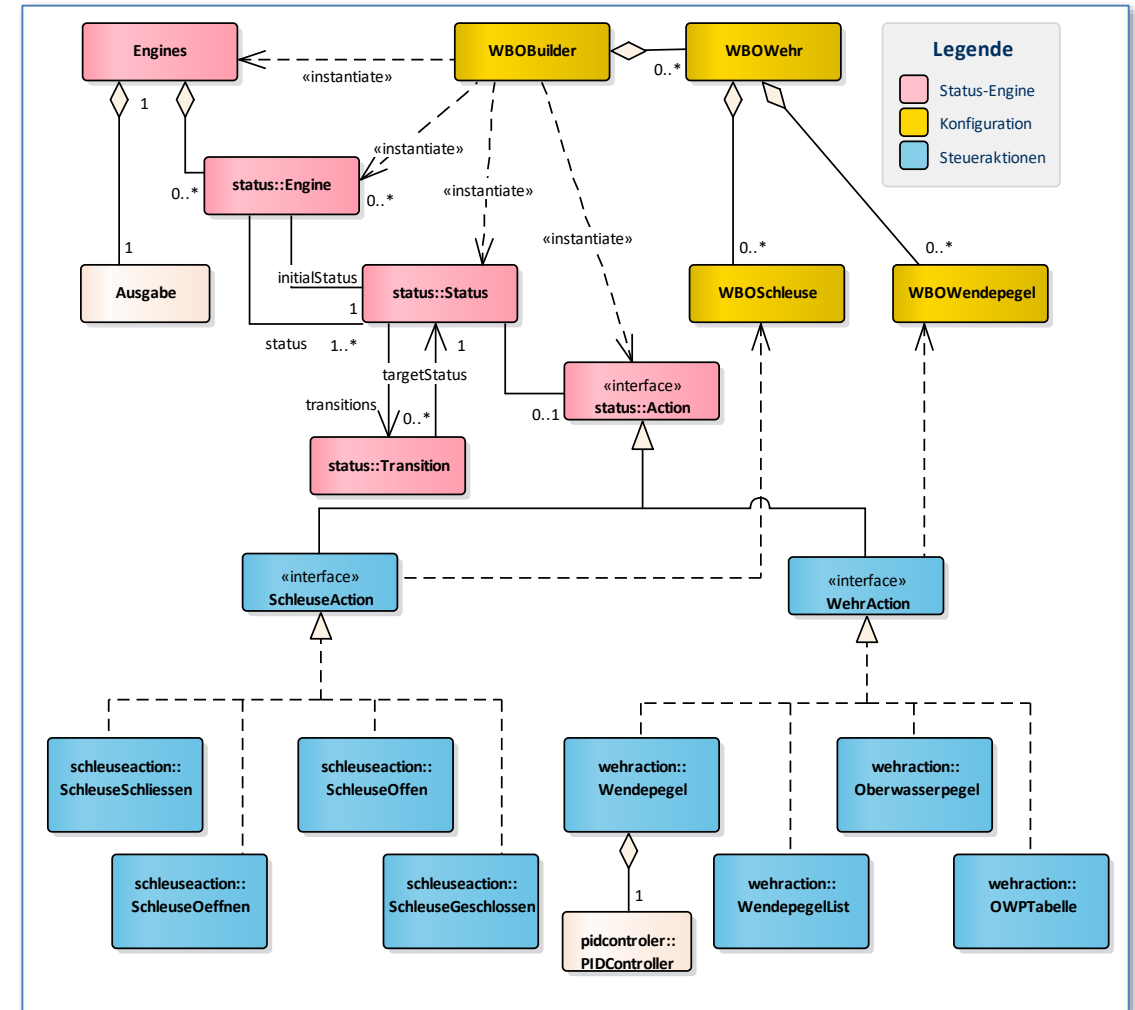 Engines
WBOBuilder
WBOWehr
Legende
Status-Engine
Konfiguration
Steueraktionen
«instantiate»
0..*
1
«instantiate»
status::Engine
0..*
0..*
«instantiate»
«instantiate»
1
0..*
0..*
Ausgabe
initialStatus
status::Status
WBOSchleuse
WBOWendepegel
1
status
1..*
1
targetStatus
«interface»
status::Action
transitions
0..*
0..1
status::Transition
«interface»
SchleuseAction
«interface»
WehrAction
schleuseaction::
SchleuseSchliessen
schleuseaction::
SchleuseOffen
wehraction::
Wendepegel
wehraction::
Oberwasserpegel
schleuseaction::
SchleuseOeffnen
schleuseaction::
SchleuseGeschlossen
1
wehraction::
WendepegelList
wehraction::
OWPTabelle
pidcontroler::
PIDController